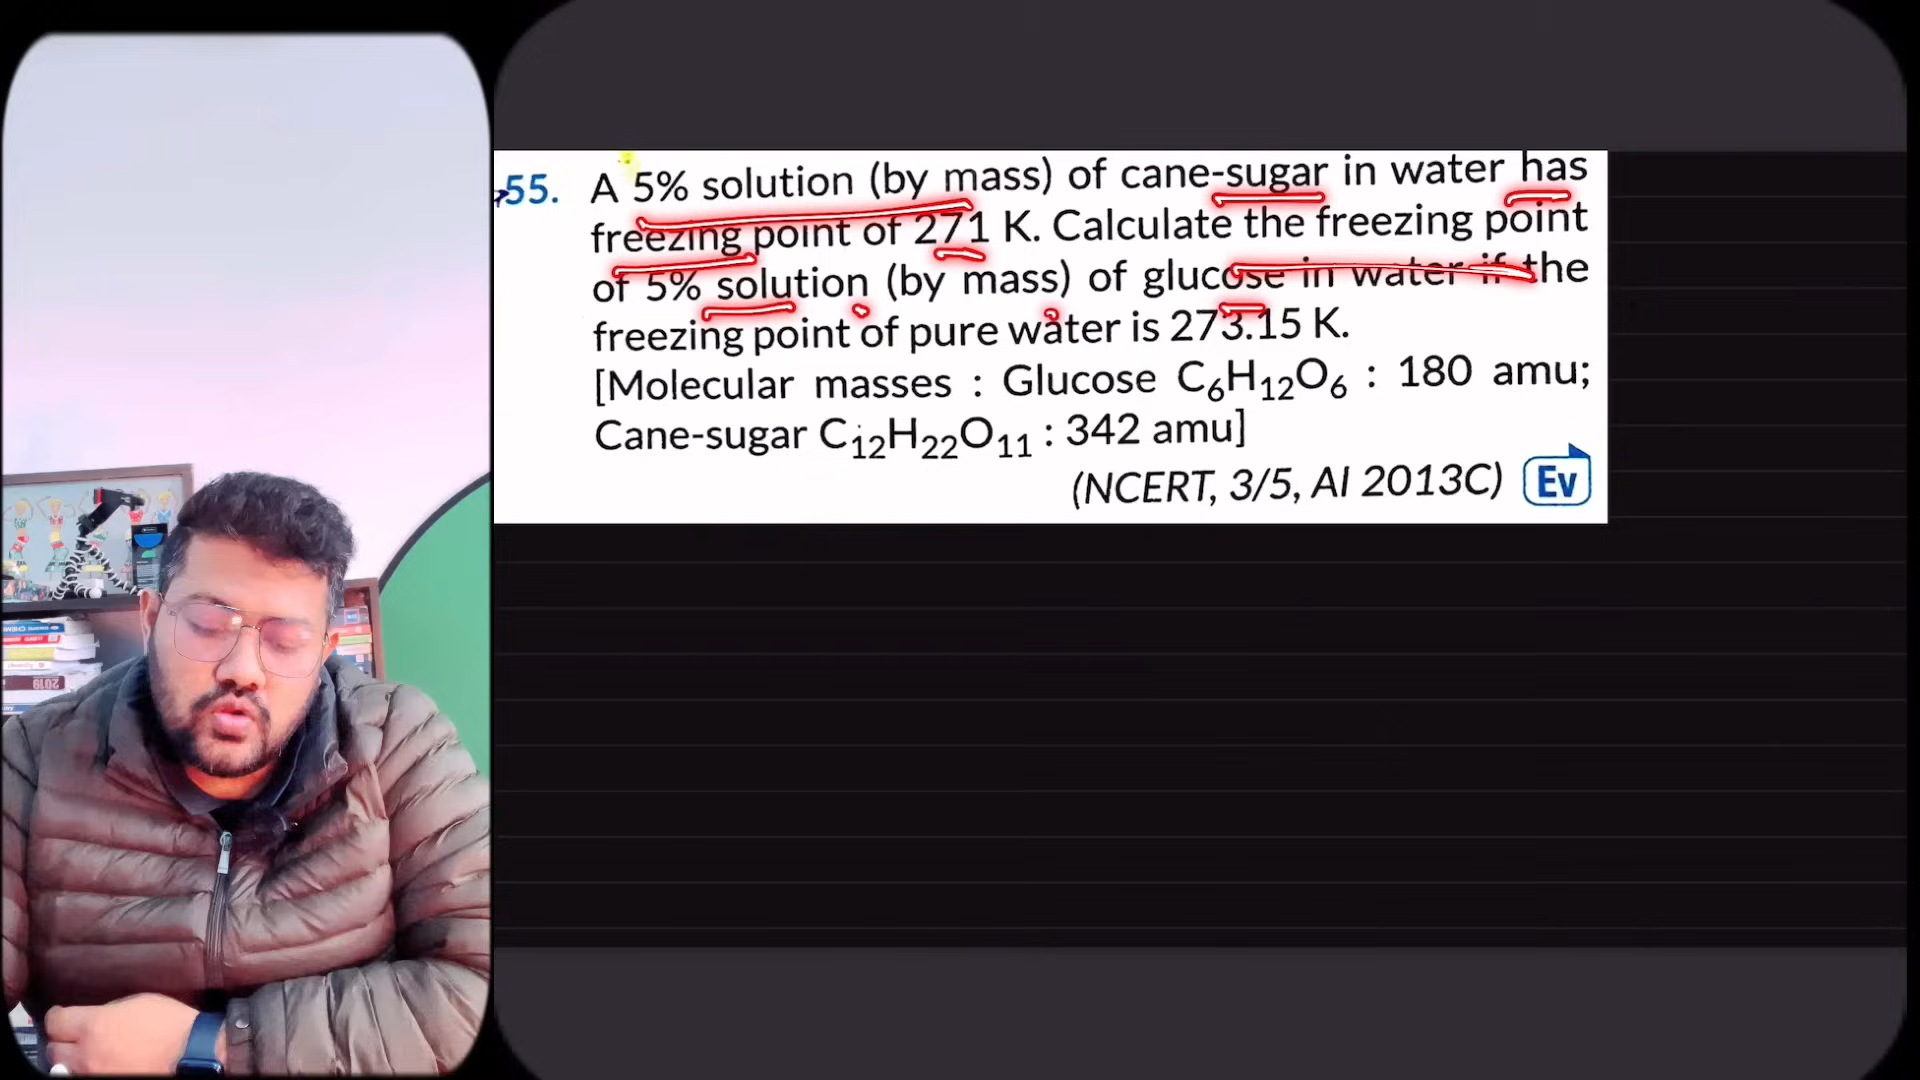 55. A 5% solution (by mass) of cane-sugar in water has
freezing point of 271 K. Calculate the freezing point
of 5% solution (by mass) of glucose in water if the
freezing point of pure water is 273.15 K.
[Molecular masses : Glucose C₆H₁₂O₆ : 180 amu;
Cane-sugar C₁₂H₂₂O₁₁ : 342 amu]
(NCERT, 3/5, AI 2013C) Ev
2019